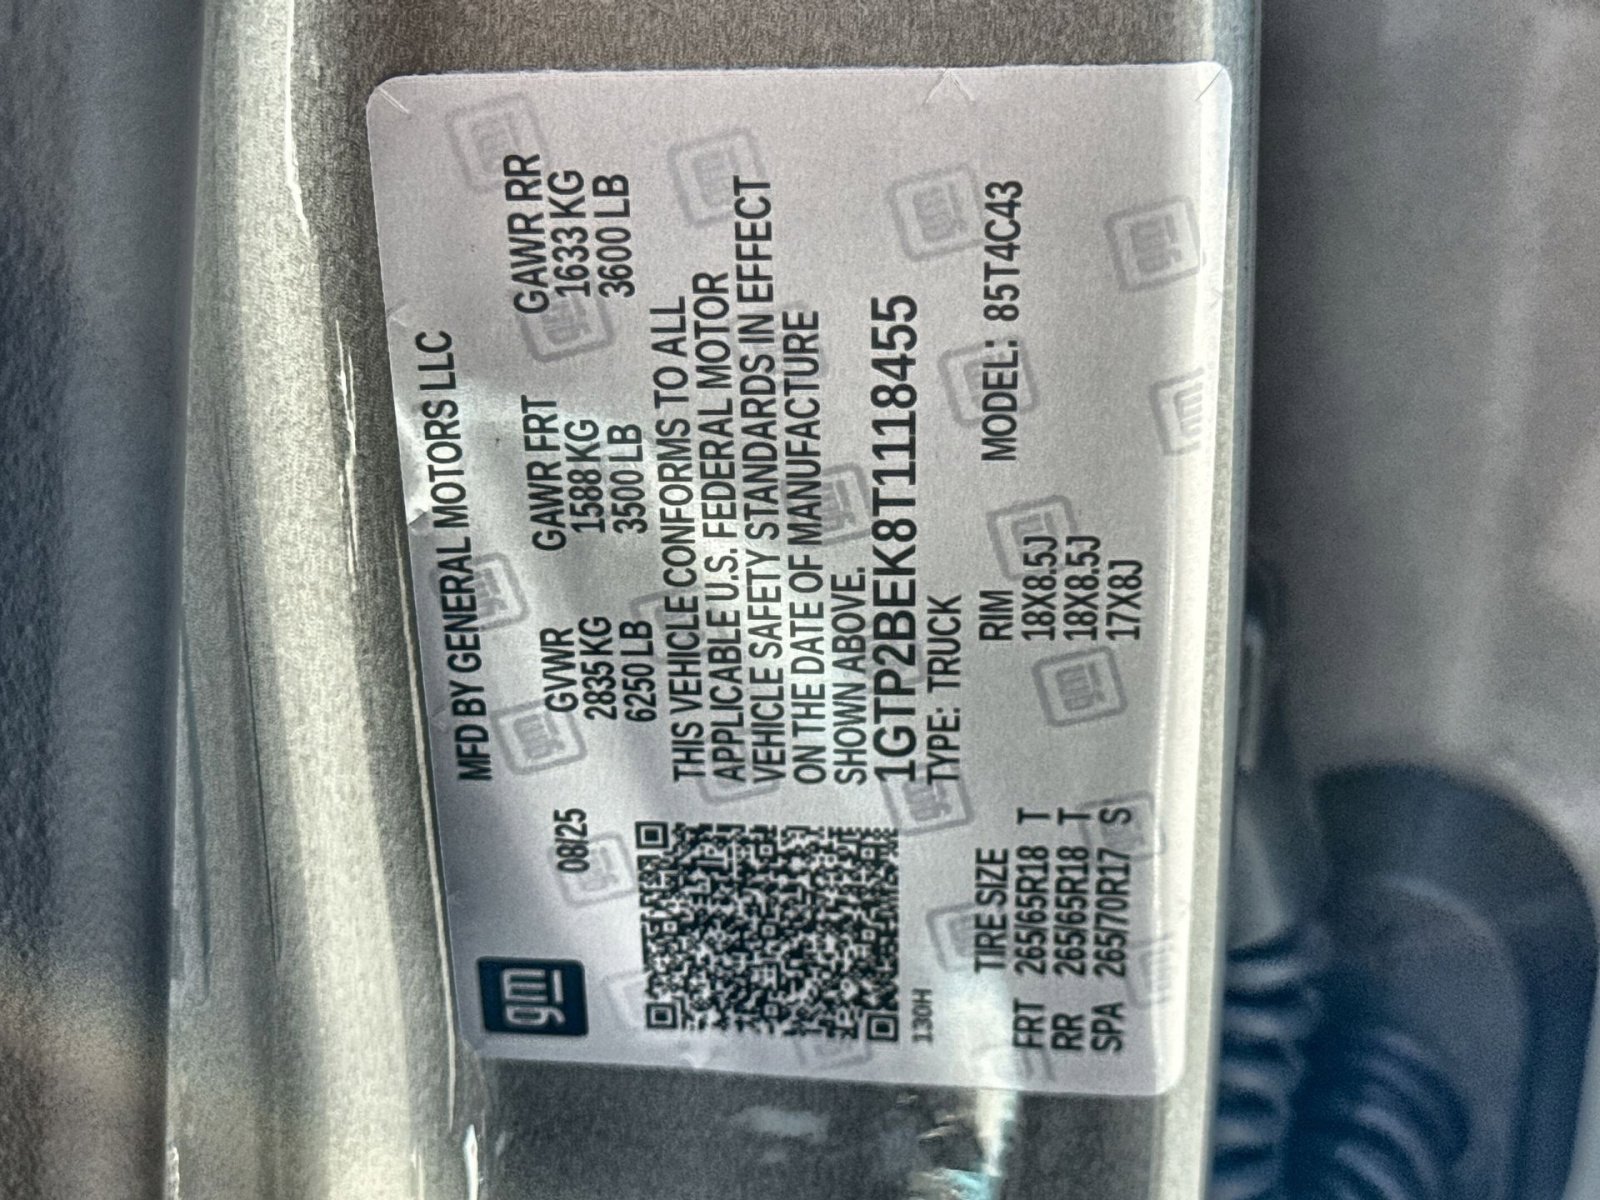 gm
MFD BY GENERAL MOTORS LLC
08/25 GVWR GAWR FRT GAWR RR
2835 KG 1588 KG 1633 KG
6250 LB 3500 LB 3600 LB
THIS VEHICLE CONFORMS TO ALL
APPLICABLE U.S. FEDERAL MOTOR
VEHICLE SAFETY STANDARDS IN EFFECT
ON THE DATE OF MANUFACTURE
SHOWN ABOVE.
1GTP2BEK8T1118455
130H TYPE: TRUCK
TIRE SIZE RIM MODEL: 85T4C43
FRT 265/65R18 T 18X8.5J
RR 265/65R18 T 18X8.5J
SPA 265/70R17 S 17X8J